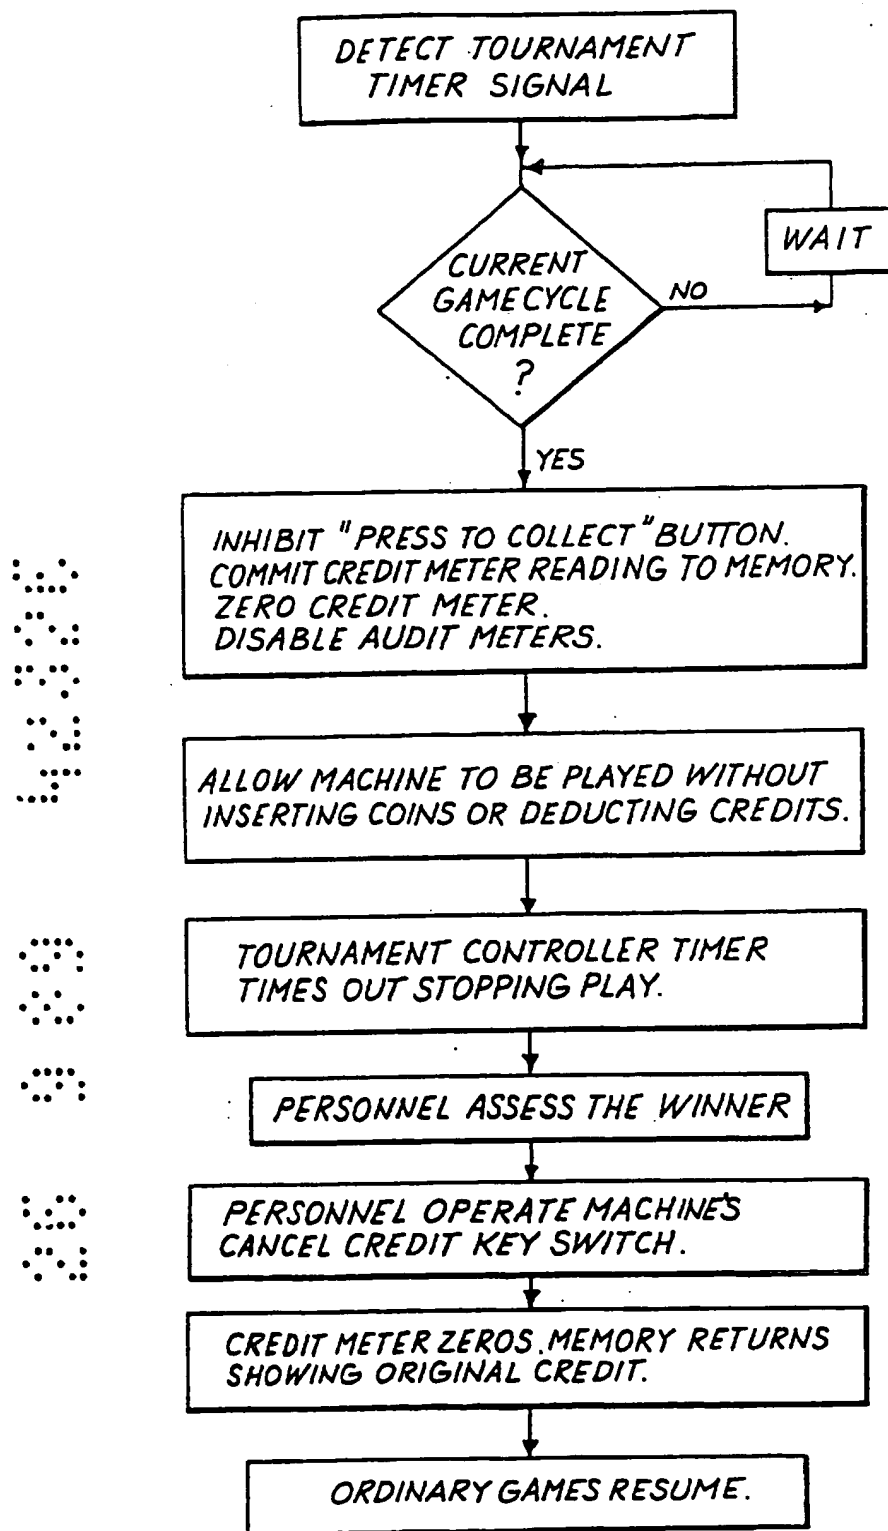 DETECT TOURNAMENT
TIMER SIGNAL
WAIT
CURRENT
GAME CYCLE
COMPLETE
?
NO
YES
INHIBIT "PRESS TO COLLECT" BUTTON.
COMMIT CREDIT METER READING TO MEMORY.
ZERO CREDIT METER.
DISABLE AUDIT METERS.
ALLOW MACHINE TO BE PLAYED WITHOUT
INSERTING COINS OR DEDUCTING CREDITS.
TOURNAMENT CONTROLLER TIMER
TIMES OUT STOPPING PLAY.
PERSONNEL ASSESS THE WINNER
PERSONNEL OPERATE MACHINE'S
CANCEL CREDIT KEY SWITCH.
CREDIT METER ZEROS. MEMORY RETURNS
SHOWING ORIGINAL CREDIT.
ORDINARY GAMES RESUME.